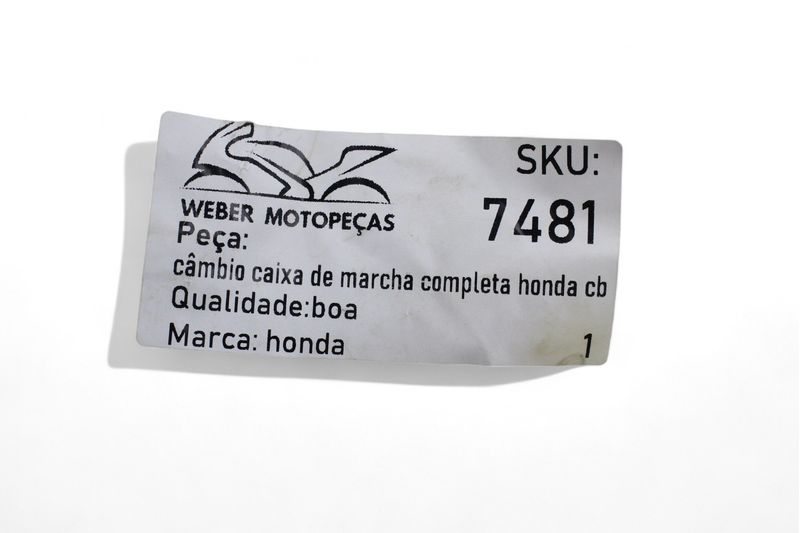 WEBER MOTOPEÇAS
SKU:
7481
Peça:
câmbio caixa de marcha completa honda cb
Qualidade:boa
Marca: honda
1